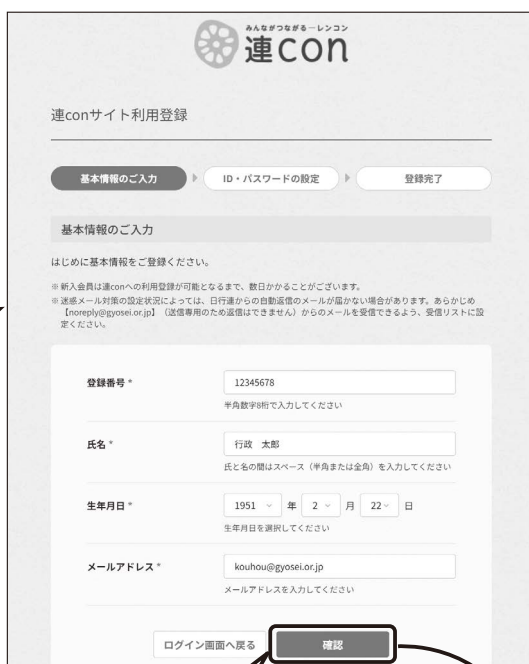 みんながつながる－レンコン
連con
連conサイト利用登録
基本情報のご入力
ID・パスワードの設定
登録完了
基本情報のご入力
はじめに基本情報をご登録ください。
※ 新入会員は連conへの利用登録が可能となるまで、数日かかることがございます。
※ 迷惑メール対策の設定状況によっては、日行連からの自動返信のメールが届かない場合があります。あらかじめ
【noreply@gyosei.or.jp】（送信専用のため返信はできません）からのメールを受信できるよう、受信リストに設
定ください。
登録番号 *
12345678
半角数字8桁で入力してください
氏名 *
行政　太郎
氏と名の間はスペース（半角または全角）を入力してください
生年月日 *
1951 年 2 月 22 日
生年月日を選択してください
メールアドレス *
kouhou@gyosei.or.jp
メールアドレスを入力してください
ログイン画面へ戻る
確認